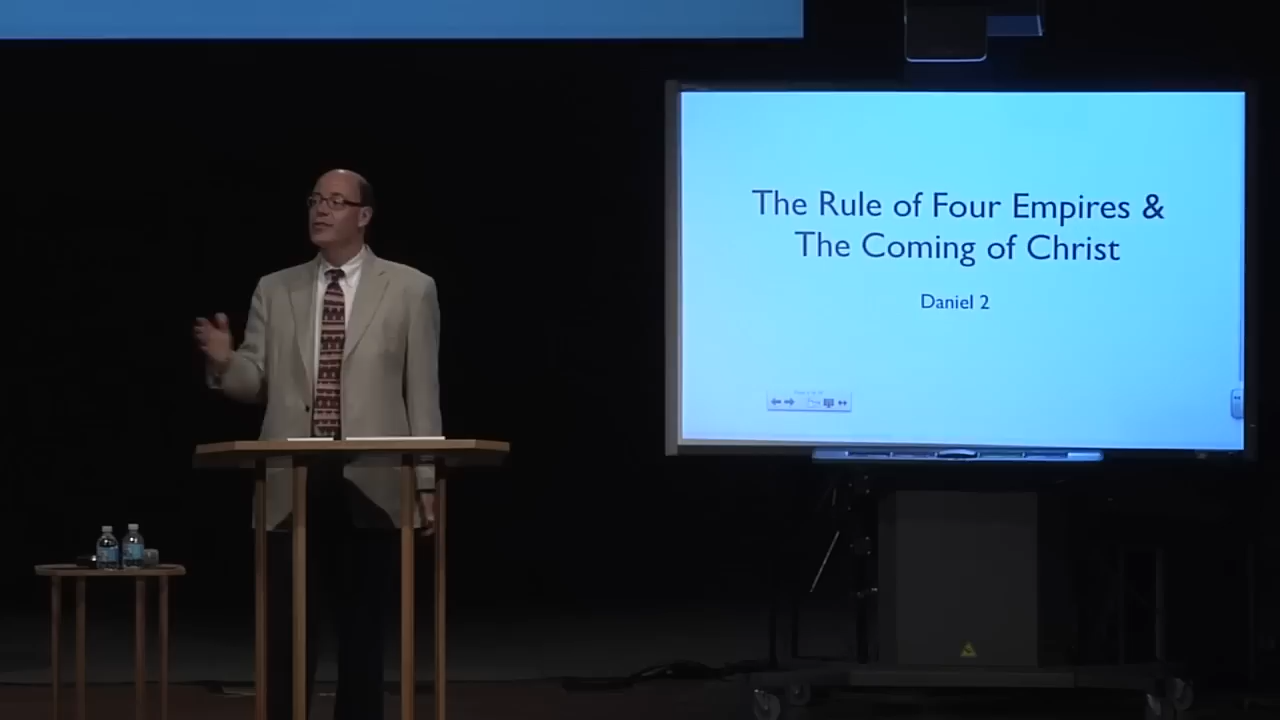 The Rule of Four Empires &
The Coming of Christ
Daniel 2